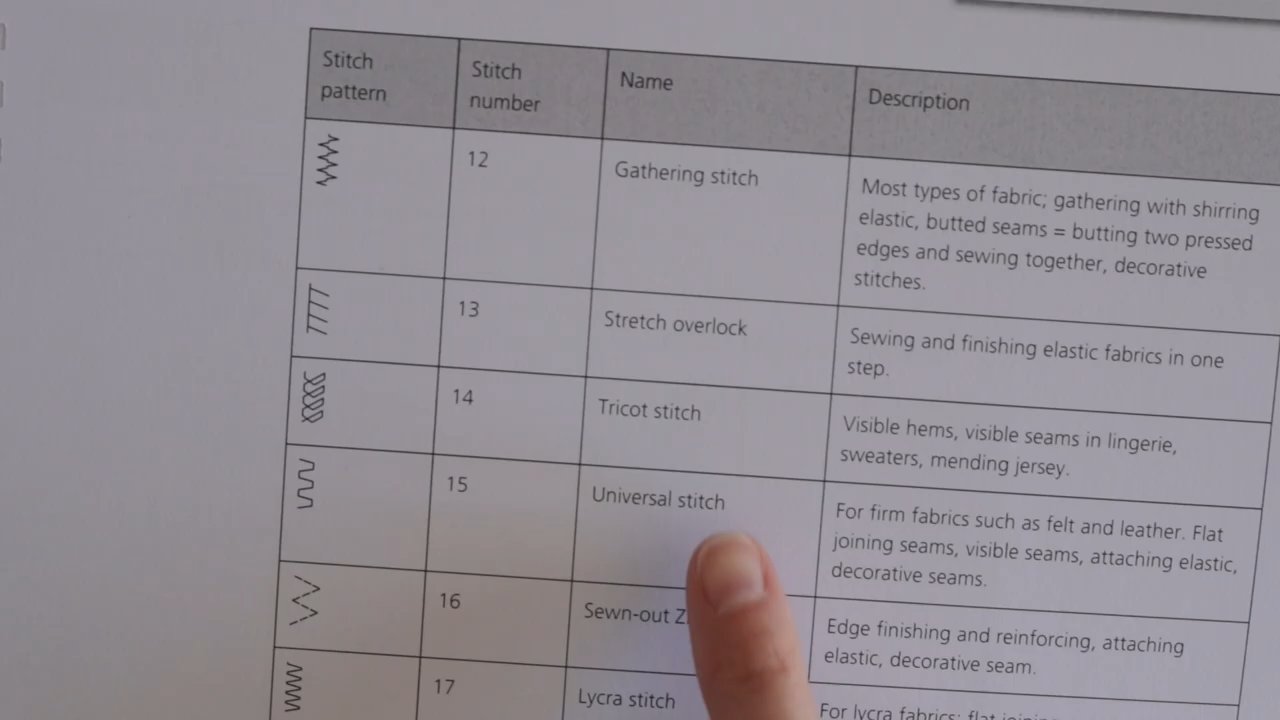 Stitch pattern
Stitch number
Name
Description
12
Gathering stitch
Most types of fabric; gathering with shirring
elastic, butted seams = butting two pressed
edges and sewing together, decorative
stitches.
13
Stretch overlock
Sewing and finishing elastic fabrics in one
step.
14
Tricot stitch
Visible hems, visible seams in lingerie,
sweaters, mending jersey.
15
Universal stitch
For firm fabrics such as felt and leather. Flat
joining seams, visible seams, attaching elastic,
decorative seams.
16
Sewn-out
Edge finishing and reinforcing, attaching
elastic, decorative seam.
17
Lycra stitch
For lycra fabrics; flat